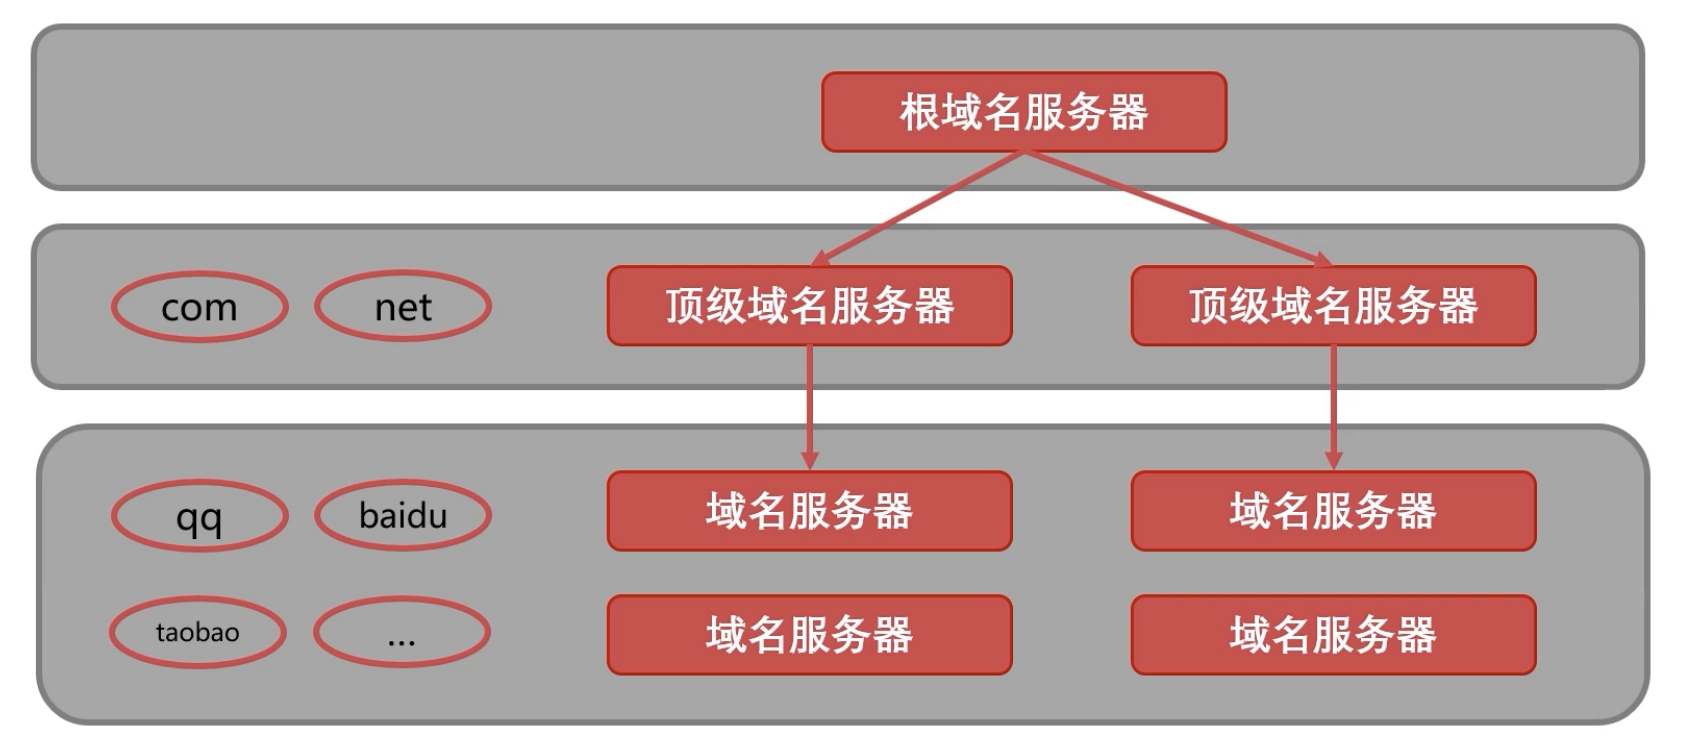 根域名服务器
com net 顶级域名服务器 顶级域名服务器
qq baidu 域名服务器 域名服务器
taobao ... 域名服务器 域名服务器